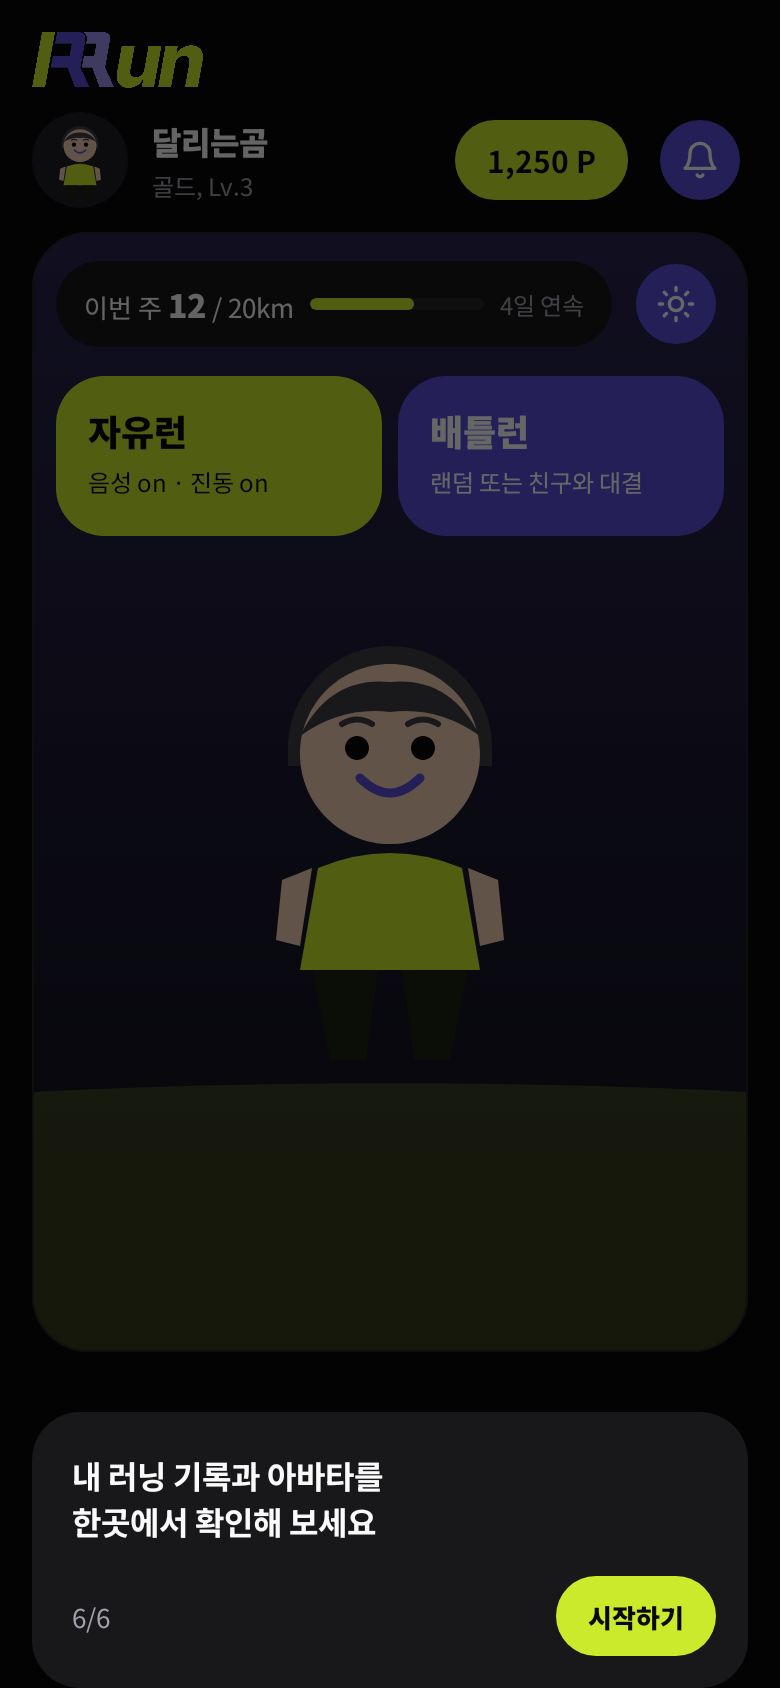 RRun
달리는곰
골드, Lv.3
1,250 P
이번 주 12 / 20km
4일 연속
자유런
음성 on · 진동 on
배틀런
랜덤 또는 친구와 대결
내 러닝 기록과 아바타를
한곳에서 확인해 보세요
6/6
시작하기